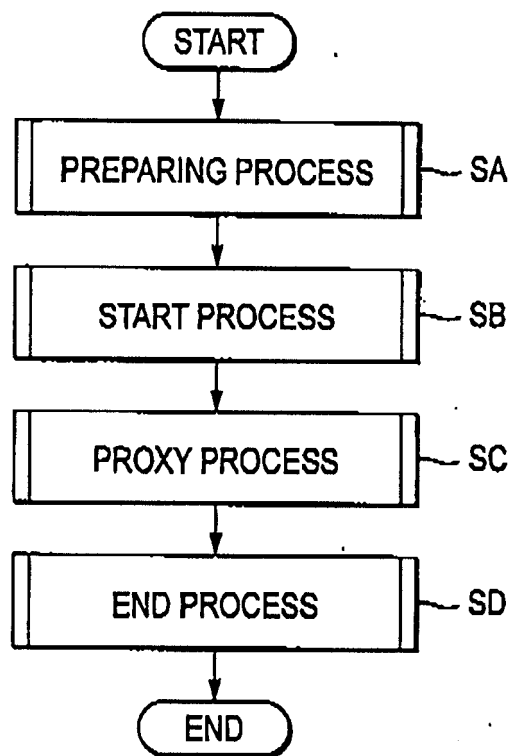 START
PREPARING PROCESS SA
START PROCESS SB
PROXY PROCESS SC
END PROCESS SD
END